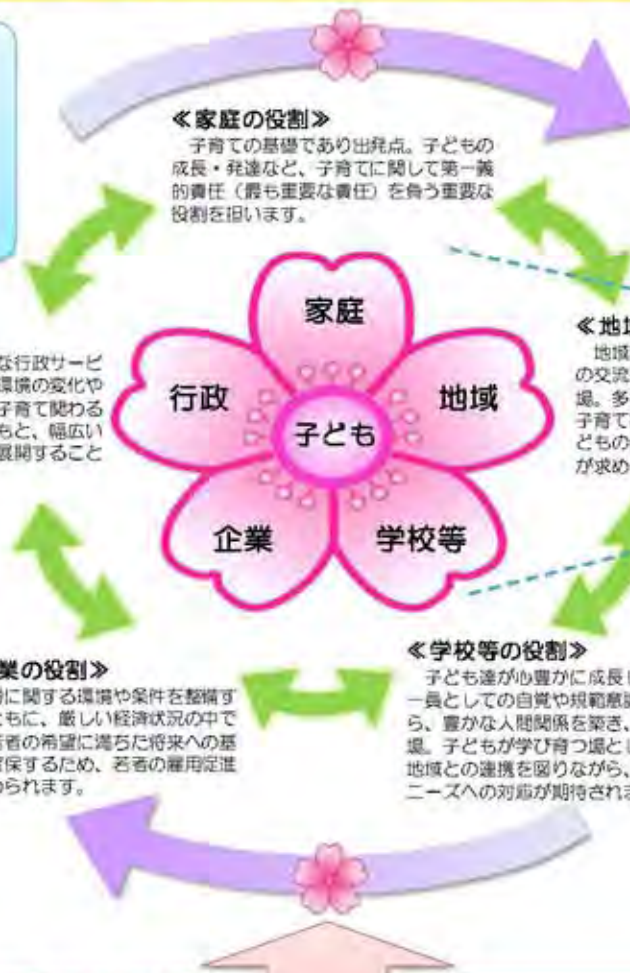 ≪家庭の役割≫
子育ての基礎であり出発点。子どもの
成長・発達など、子育てに関して第一義
的責任（最も重要な責任）を負う重要な
役割を担います。
家庭
行政
地域
子ども
企業
学校等
な行政サービ
環境の変化や
子育て関わる
もと、幅広い
展開すること
≪地域
地域
の交流
場。多
子育て
どもの
が求め
業の役割≫
に関する環境や条件を整備す
ともに、厳しい経済状況の中で
若者の希望に満ちた将来への基
確保するため、若者の雇用促進
められます。
≪学校等の役割≫
子ども達が心豊かに成長し
一員としての自覚や規範意識
ら、豊かな人間関係を築き、
場。子どもが学び育つ場とし
地域との連携を図りながら、
ニーズへの対応が期待されま